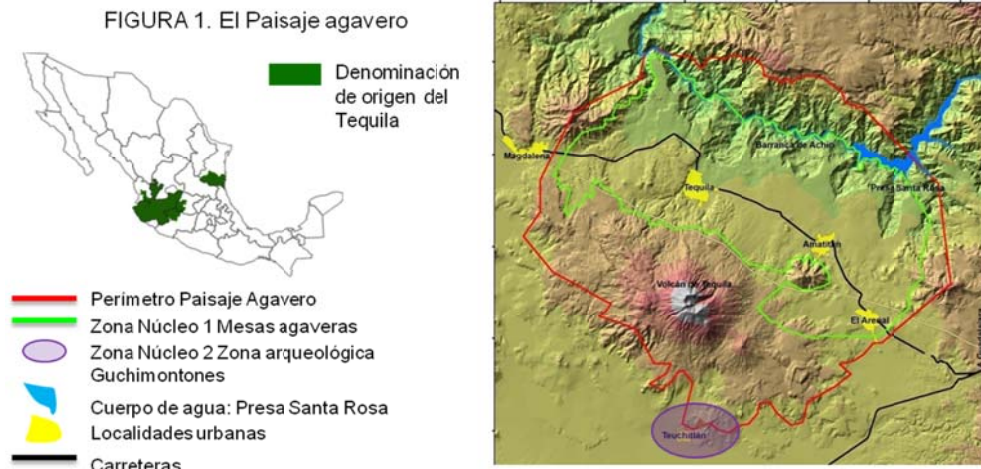 FIGURA 1. El Paisaje agavero
Denominación
de origen del
Tequila
Perímetro Paisaje Agavero
Zona Núcleo 1 Mesas agaveras
Zona Núcleo 2 Zona arqueológica
Guchimontones
Cuerpo de agua: Presa Santa Rosa
Localidades urbanas
Carreteras
Magdalena
Barranca de Achio
Tequila
Presa Santa Rosa
Amatitán
Volcán de Tequila
El Arenal
Teuchitlán